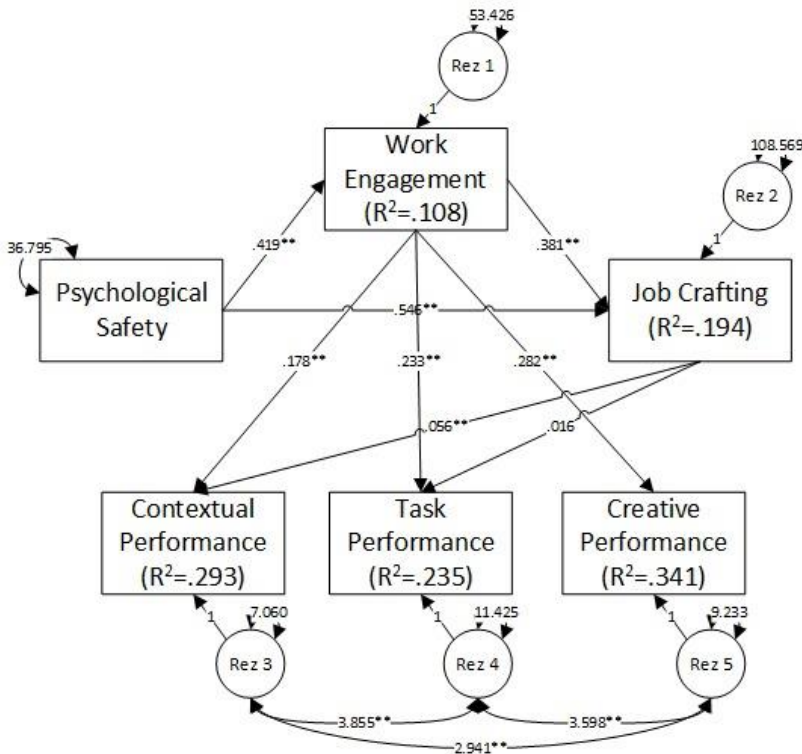 53.426
Rez 1
1
Work
Engagement
(R²=.108)
108.569
Rez 2
1
36.795
.419**
.381**
Psychological
Safety
Job Crafting
(R²=.194)
.546**
.178**
.233**
.282**
.056**
.016
Contextual
Performance
(R²=.293)
Task
Performance
(R²=.235)
Creative
Performance
(R²=.341)
1
7.060
Rez 3
1
11.425
Rez 4
1
9.233
Rez 5
3.855**
3.598**
2.941**